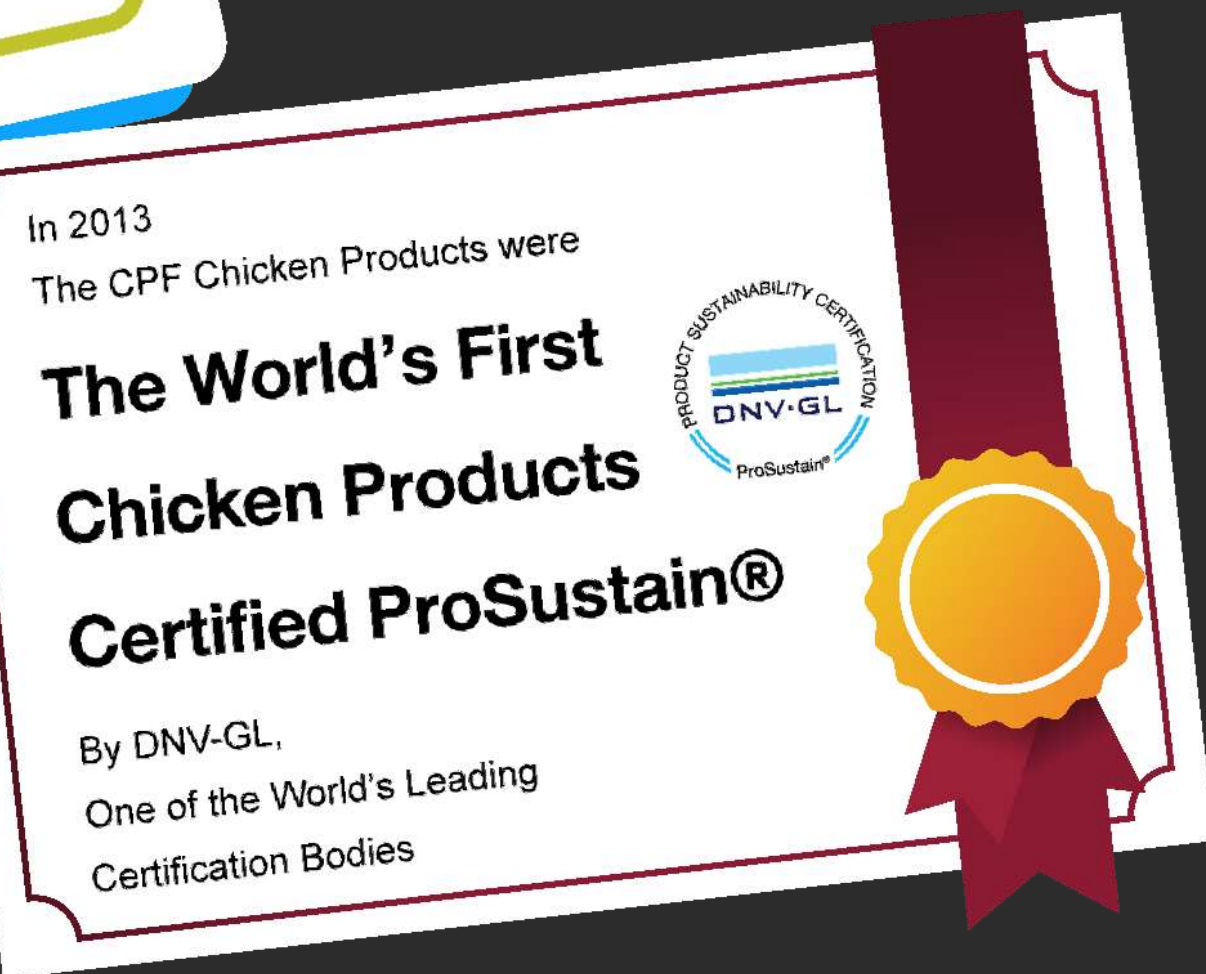 In 2013
The CPF Chicken Products were
The World's First
Chicken Products
Certified ProSustain®
By DNV-GL,
One of the World's Leading
Certification Bodies
PRODUCT SUSTAINABILITY CERTIFICATION
DNV·GL
ProSustain®